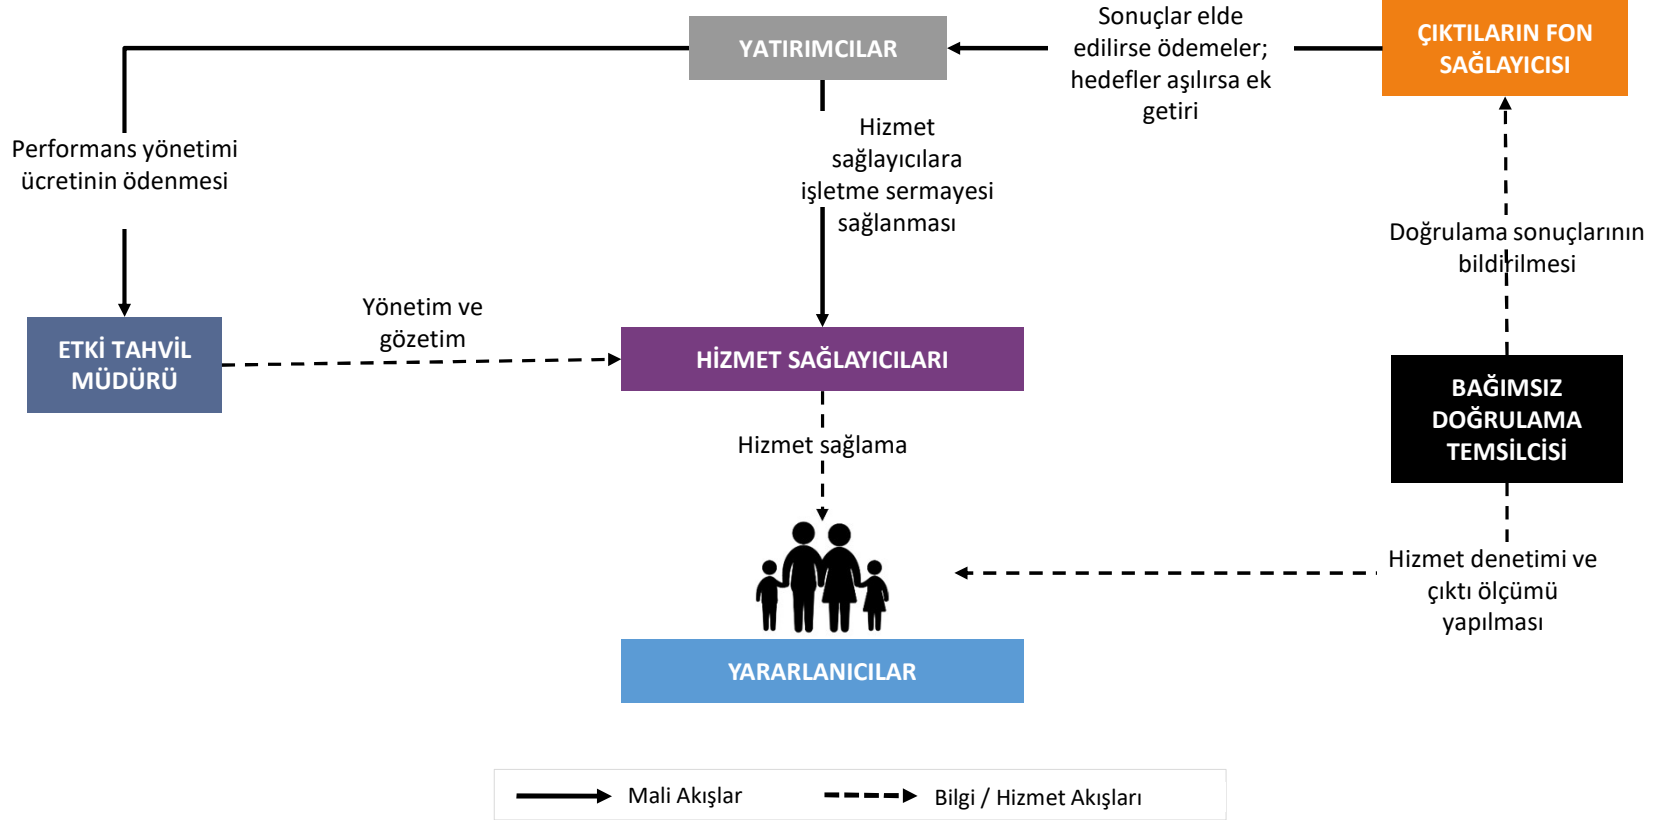 YATIRIMCILAR
Sonuçlar elde
edilirse ödemeler;
hedefler aşılırsa ek
getiri
ÇIKTILARIN FON
SAĞLAYICISI
Performans yönetimi
ücretinin ödenmesi
Hizmet
sağlayıcılara
işletme sermayesi
sağlanması
Doğrulama sonuçlarının
bildirilmesi
ETKİ TAHVİL
MÜDÜRÜ
Yönetim ve
gözetim
HİZMET SAĞLAYICILARI
BAĞIMSIZ
DOĞRULAMA
TEMSİLCİSİ
Hizmet sağlama
Hizmet denetimi ve
çıktı ölçümü
yapılması
YARARLANICILAR
Mali Akışlar
Bilgi / Hizmet Akışları